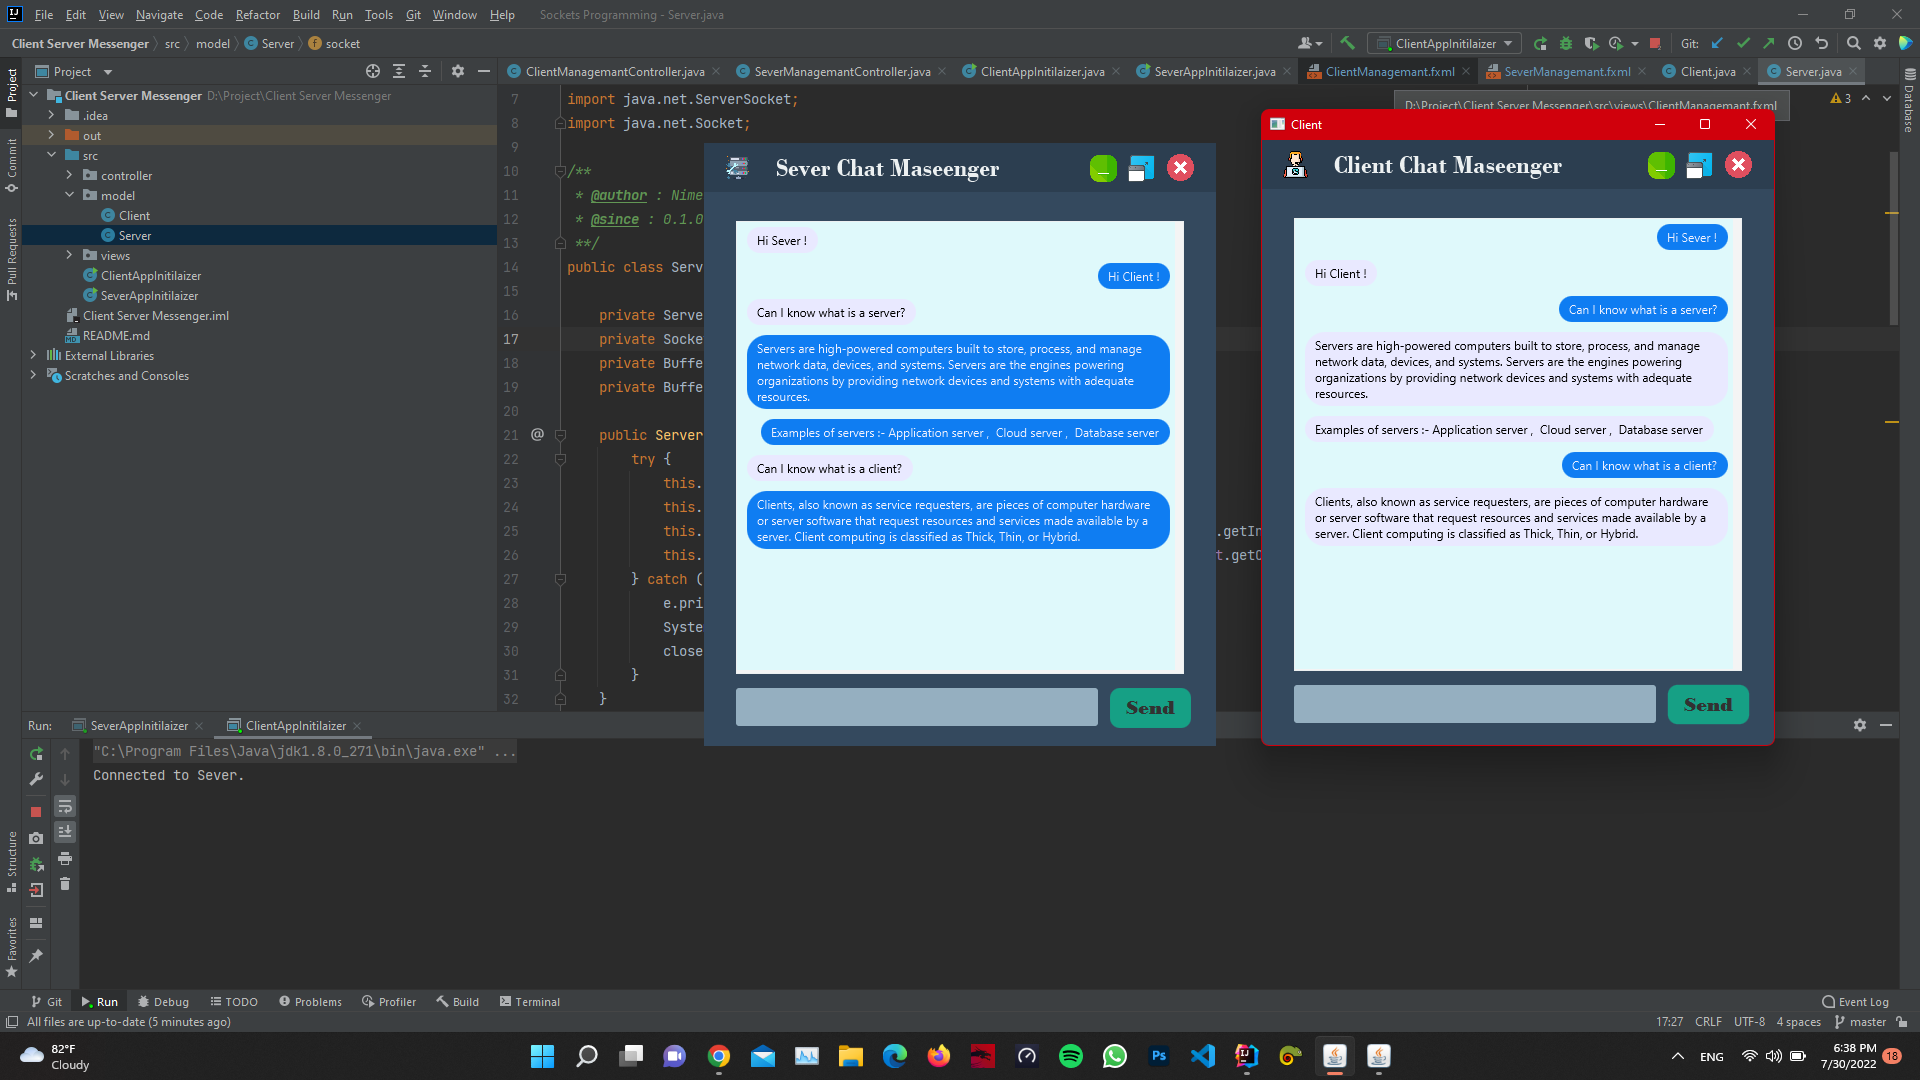 File Edit View Navigate Code Refactor Build Run Tools Git Window Help Sockets Programming - Server.java
Client Server Messenger src model Server socket
ClientAppInitilaizer
Git:
Project
ClientManagemantController.java
SeverManagemantController.java
ClientAppInitilaizer.java
SeverAppInitilaizer.java
ClientManagemant.fxml
SeverManagemant.fxml
Client.java
Server.java
Project
Commit
Pull Requests
Structure
Favorites
Database
Client Server Messenger D:\Project\Client Server Messenger
.idea
out
src
controller
model
Client
Server
views
ClientAppInitilaizer
SeverAppInitilaizer
Client Server Messenger.iml
README.md
External Libraries
Scratches and Consoles
7 import java.net.ServerSocket;
8 import java.net.Socket;
9
10 /**
11 * @author : Nime
12 * @since : 0.1.0
13 **/
14 public class Serv
15
16 private Serve
17 private Socke
18 private Buffe
19 private Buffe
20
21 @ public Server
22 try {
23 this.
24 this.
25 this. .getIn
26 this. t.getO
27 } catch (
28 e.pri
29 Syste
30 close
31 }
32 }
D:\Project\Client Server Messenger\src\views\ClientManagemant.fxml
3
Sever Chat Maseenger
Hi Sever !
Hi Client !
Can I know what is a server?
Servers are high-powered computers built to store, process, and manage
network data, devices, and systems. Servers are the engines powering
organizations by providing network devices and systems with adequate
resources.
Examples of servers :- Application server , Cloud server , Database server
Can I know what is a client?
Clients, also known as service requesters, are pieces of computer hardware
or server software that request resources and services made available by a
server. Client computing is classified as Thick, Thin, or Hybrid.
Send
Client
Client Chat Maseenger
Hi Sever !
Hi Client !
Can I know what is a server?
Servers are high-powered computers built to store, process, and manage
network data, devices, and systems. Servers are the engines powering
organizations by providing network devices and systems with adequate
resources.
Examples of servers :- Application server , Cloud server , Database server
Can I know what is a client?
Clients, also known as service requesters, are pieces of computer hardware
or server software that request resources and services made available by a
server. Client computing is classified as Thick, Thin, or Hybrid.
Send
Run: SeverAppInitilaizer ClientAppInitilaizer
"C:\Program Files\Java\jdk1.8.0_271\bin\java.exe" ...
Connected to Sever.
Git Run Debug TODO Problems Profiler Build Terminal Event Log
All files are up-to-date (5 minutes ago) 17:27 CRLF UTF-8 4 spaces master
82°F
Cloudy
Ps
ENG
6:38 PM
7/30/2022
18